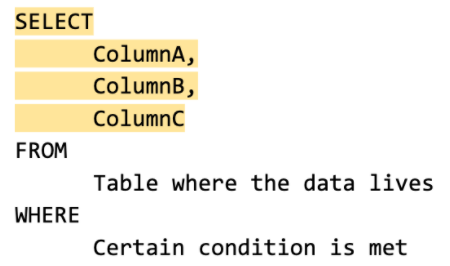 SELECT
ColumnA,
ColumnB,
ColumnC
FROM
Table where the data lives
WHERE
Certain condition is met